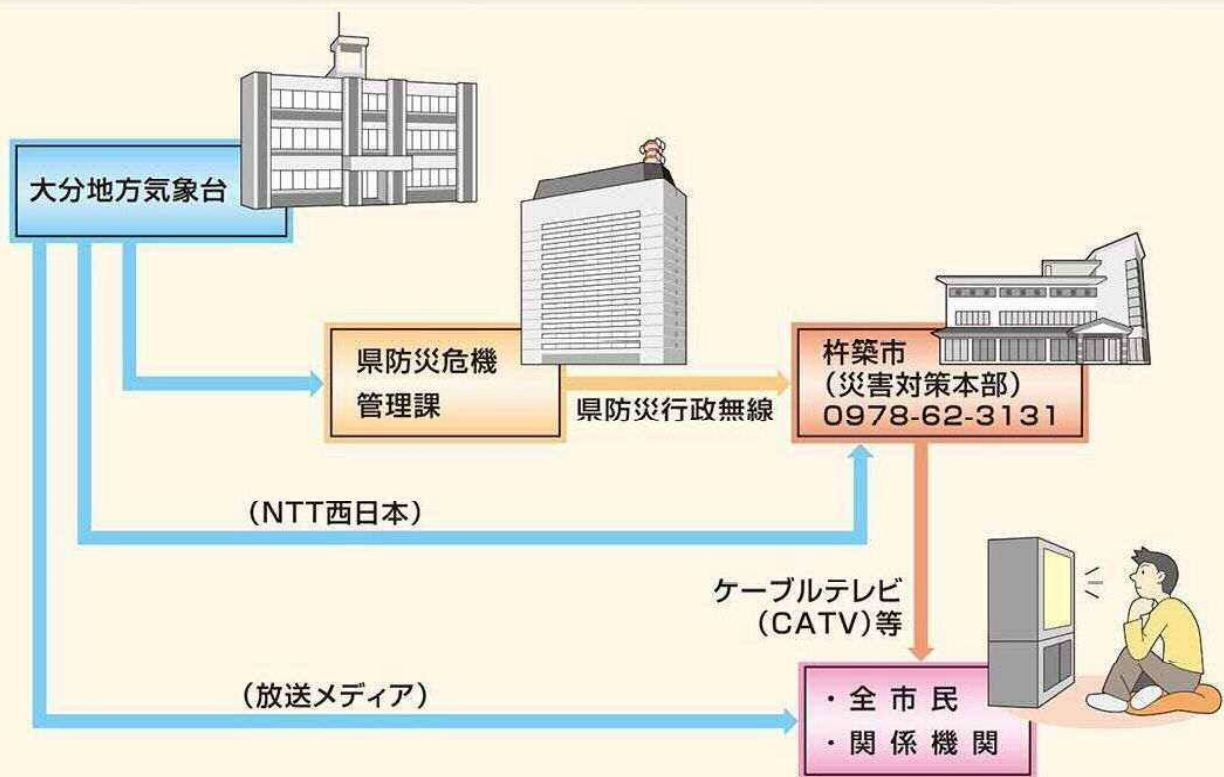 大分地方気象台
県防災危機
管理課
県防災行政無線
杵築市
（災害対策本部）
0978-62-3131
（NTT西日本）
ケーブルテレビ
（CATV）等
（放送メディア）
・全市民
・関係機関